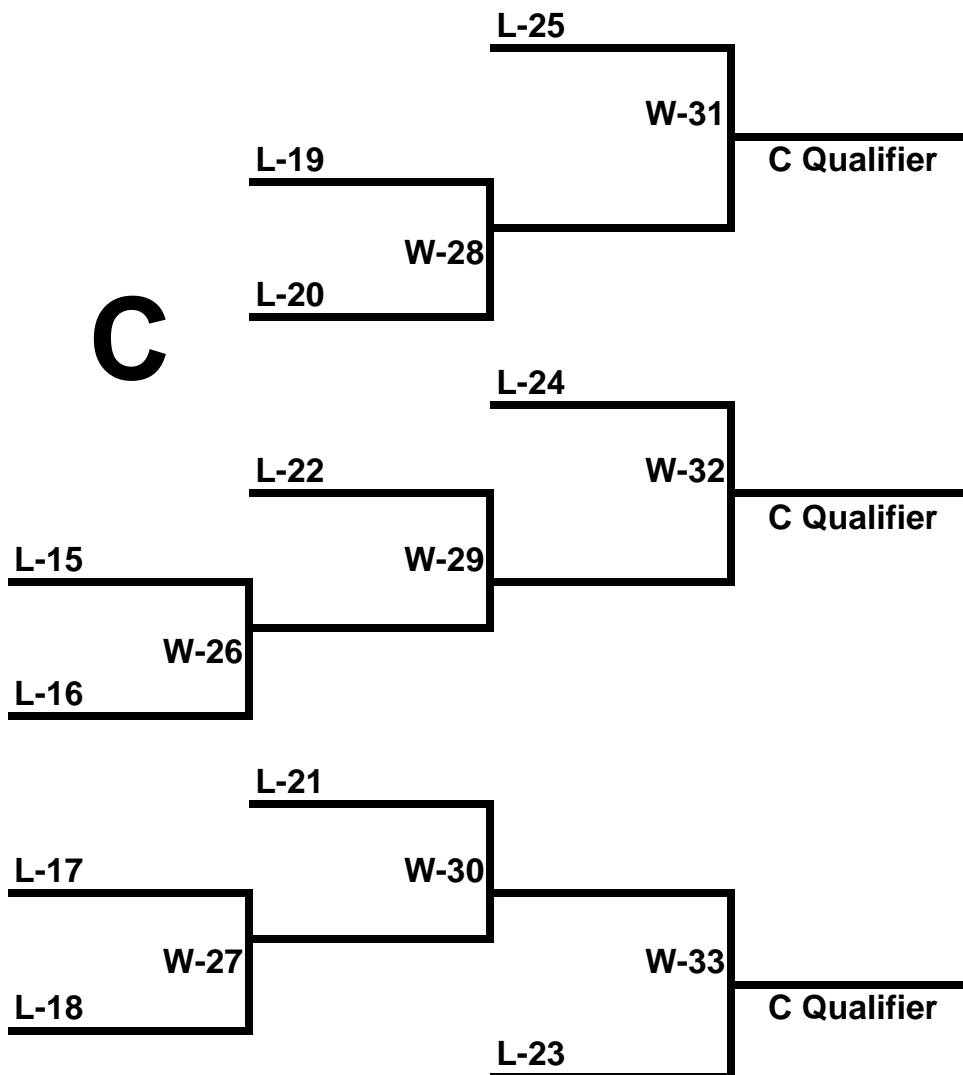 L-25
W-31
L-19
C Qualifier
W-28
L-20
C
L-24
L-22
W-32
C Qualifier
L-15
W-29
W-26
L-16
L-21
L-17
W-30
W-27
W-33
L-18
C Qualifier
L-23